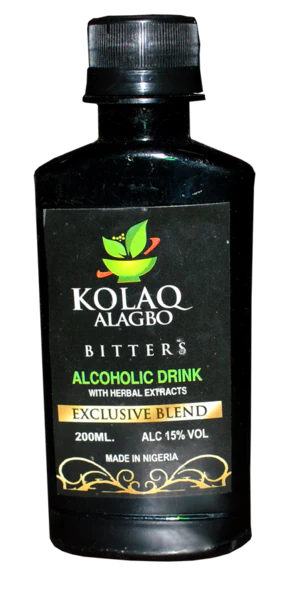 KOLAQ
ALAGBO
BITTERS
ALCOHOLIC DRINK
WITH HERBAL EXTRACTS
EXCLUSIVE BLEND
200ML. ALC 15% VOL
MADE IN NIGERIA